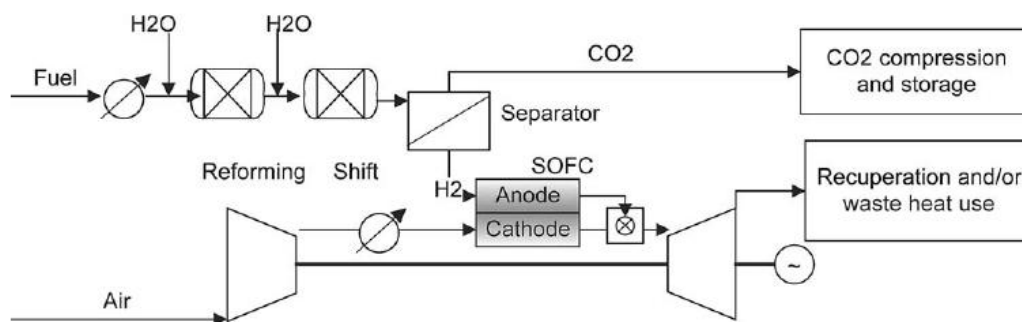 H2O
H2O
Fuel
CO2
CO2 compression
and storage
Separator
Reforming
Shift
H2
SOFC
Anode
Cathode
Recuperation and/or
waste heat use
~
Air